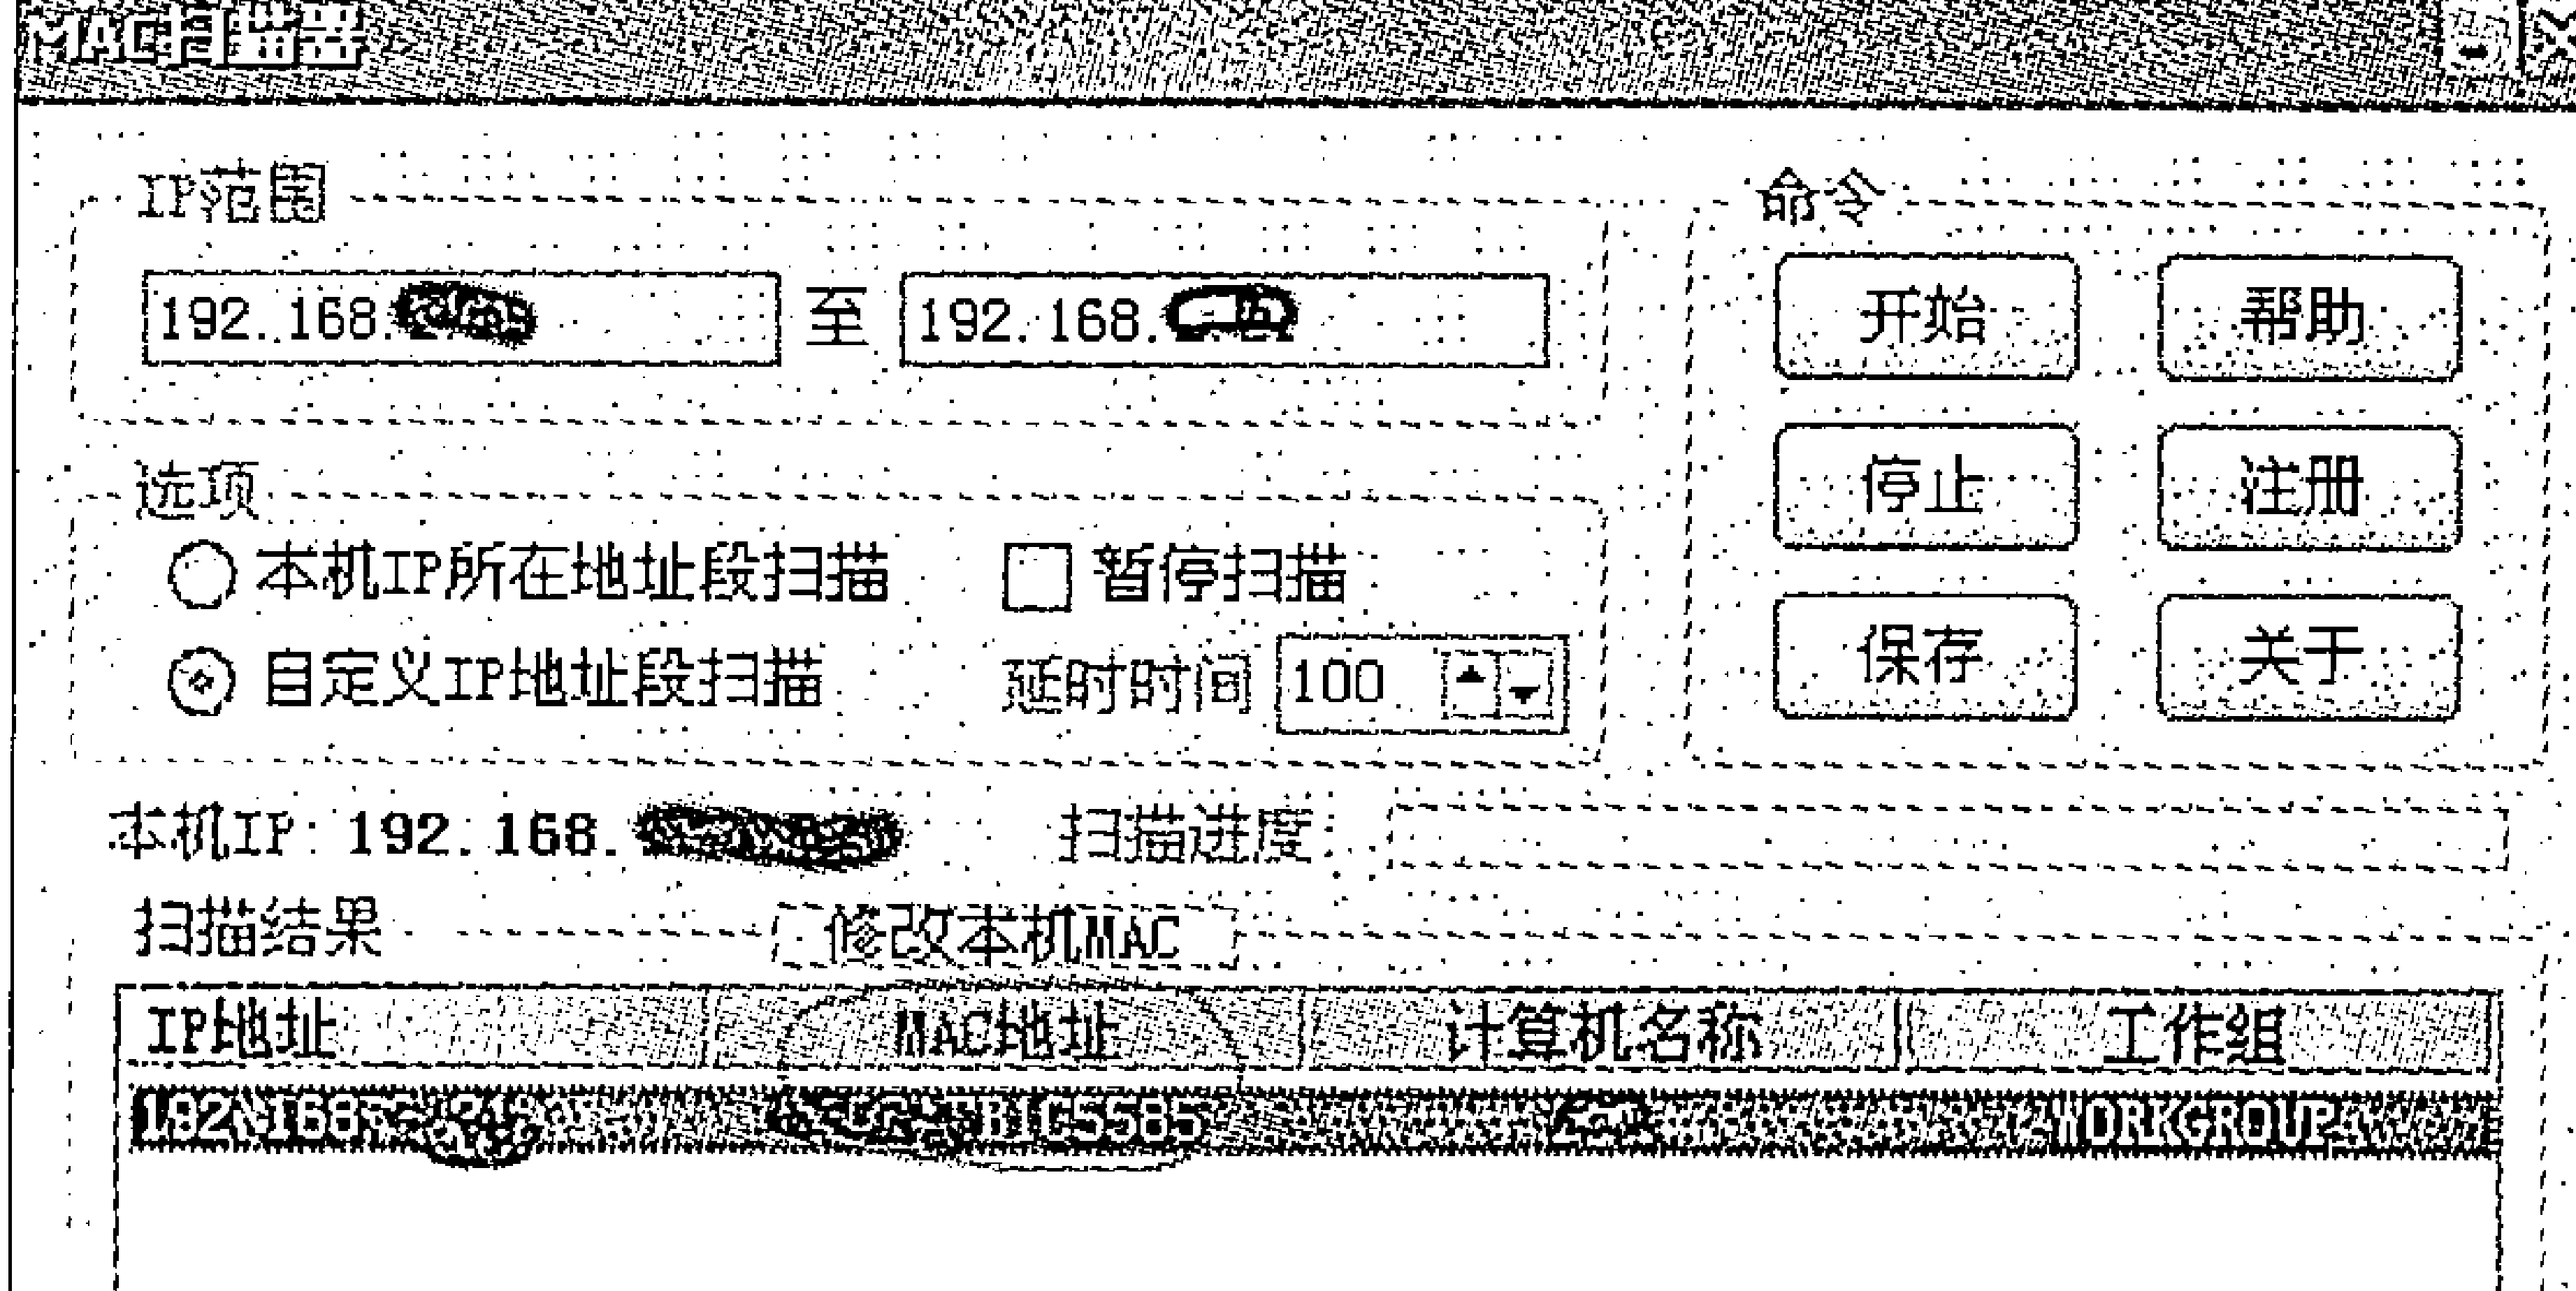 MAC扫描器
IP范围
192.168.
至
192.168.
命令
开始
帮助
停止
注册
保存
关于
选项
本机IP所在地址段扫描
暂停扫描
自定义IP地址段扫描
延时时间
100
本机IP: 192.168.
扫描进度:
扫描结果
修改本机MAC
IP地址
MAC地址
计算机名称
工作组
192.168.
WORKGROUP